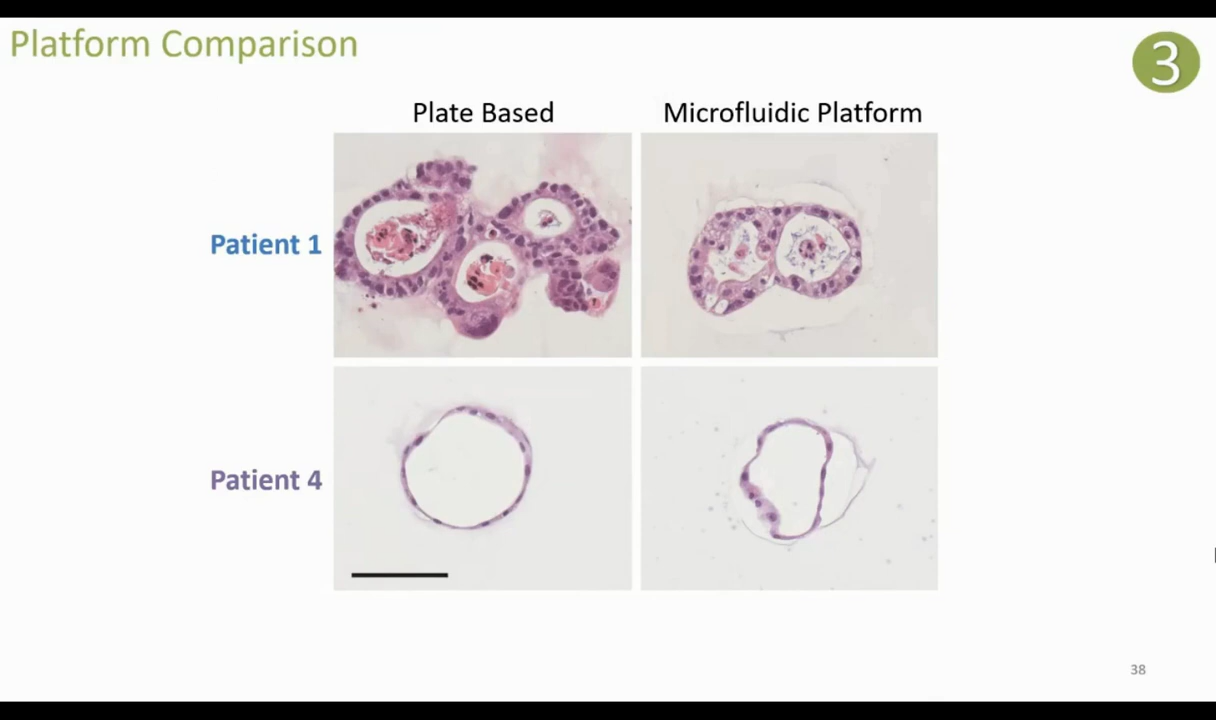 Platform Comparison
3
Plate Based
Microfluidic Platform
Patient 1
Patient 4
38